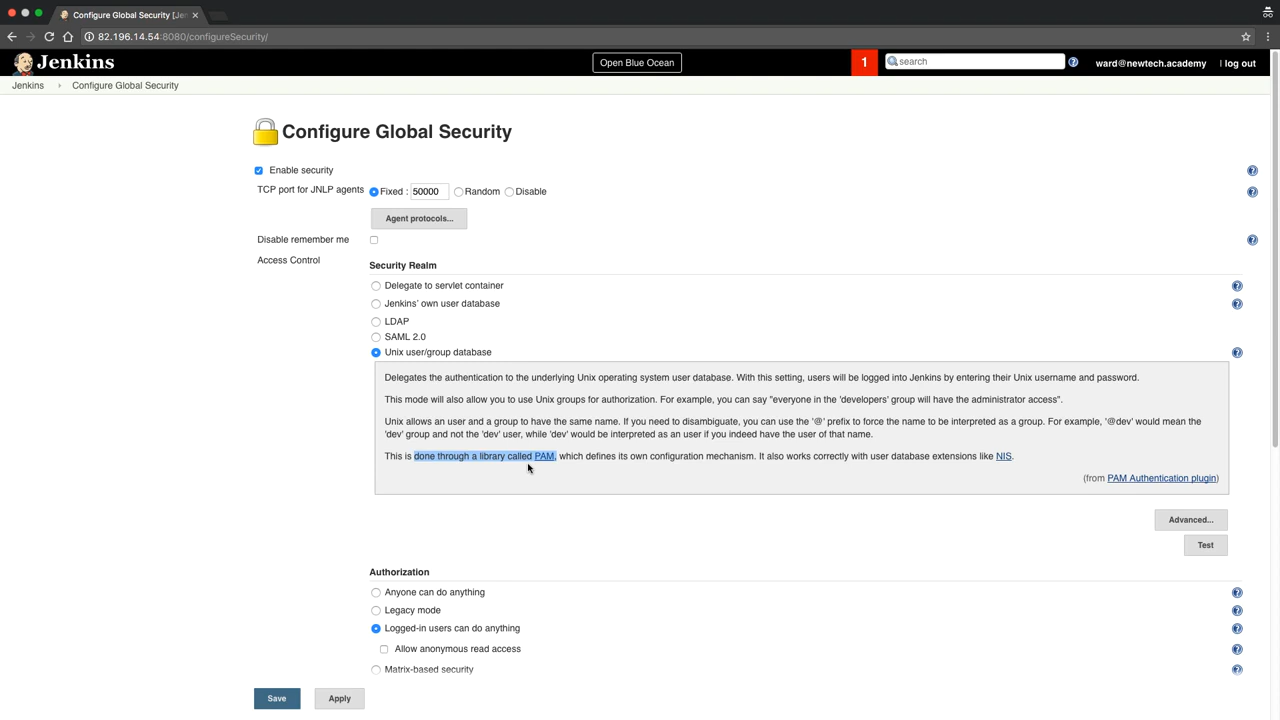 Configure Global Security [Je
82.196.14.54:8080/configureSecurity/
Jenkins
Open Blue Ocean
1
search
ward@newtech.academy
| log out
Jenkins
Configure Global Security
Configure Global Security
Enable security
TCP port for JNLP agents
Fixed : 50000 Random Disable
Agent protocols...
Disable remember me
Access Control
Security Realm
Delegate to servlet container
Jenkins' own user database
LDAP
SAML 2.0
Unix user/group database
Delegates the authentication to the underlying Unix operating system user database. With this setting, users will be logged into Jenkins by entering their Unix username and password.
This mode will also allow you to use Unix groups for authorization. For example, you can say "everyone in the 'developers' group will have the administrator access".
Unix allows an user and a group to have the same name. If you need to disambiguate, you can use the '@' prefix to force the name to be interpreted as a group. For example, '@dev' would mean the
'dev' group and not the 'dev' user, while 'dev' would be interpreted as an user if you indeed have the user of that name.
This is done through a library called PAM, which defines its own configuration mechanism. It also works correctly with user database extensions like NIS.
(from PAM Authentication plugin)
Advanced...
Test
Authorization
Anyone can do anything
Legacy mode
Logged-in users can do anything
Allow anonymous read access
Matrix-based security
Save
Apply